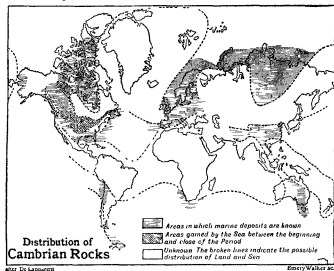 Areas in which marine deposits are known
Areas gained by the Sea between the beginning
and close of the Period
Unknown The broken lines indicate the possible
distribution of Land and Sea
Distribution of
Cambrian Rocks
after De Lapparent
Emery Walker sc.